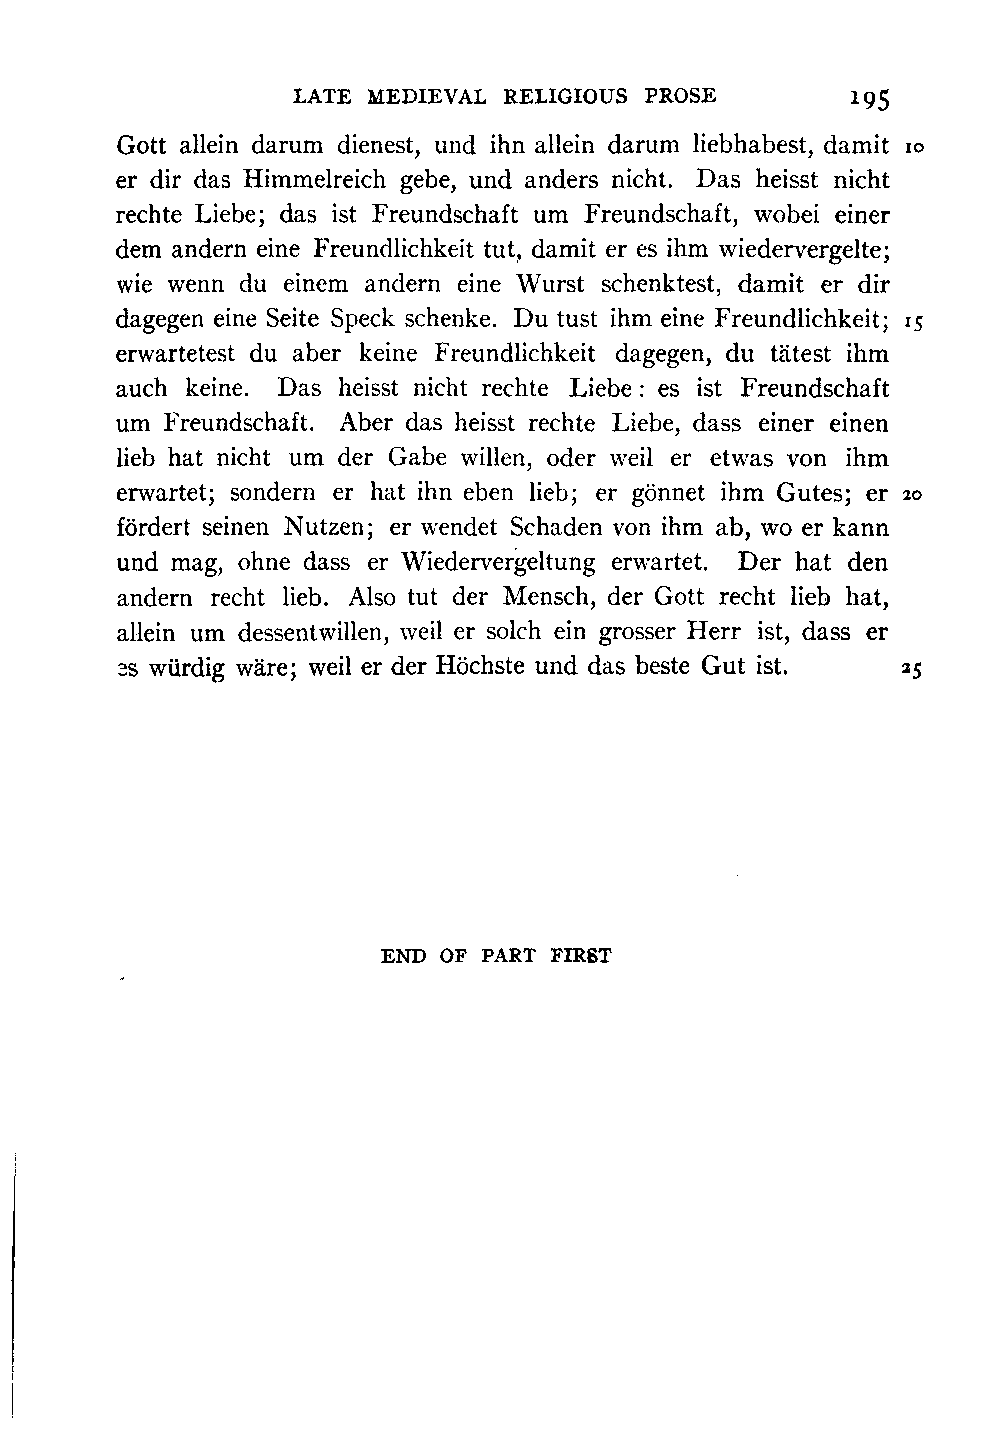 LATE MEDIEVAL RELIGIOUS PROSE 195
Gott allein darum dienest, und ihn allein darum liebhabest, damit 10
er dir das Himmelreich gebe, und anders nicht. Das heisst nicht
rechte Liebe; das ist Freundschaft um Freundschaft, wobei einer
dem andern eine Freundlichkeit tut, damit er es ihm wiedervergelte;
wie wenn du einem andern eine Wurst schenktest, damit er dir
dagegen eine Seite Speck schenke. Du tust ihm eine Freundlichkeit; 15
erwartetest du aber keine Freundlichkeit dagegen, du tätest ihm
auch keine. Das heisst nicht rechte Liebe: es ist Freundschaft
um Freundschaft. Aber das heisst rechte Liebe, dass einer einen
lieb hat nicht um der Gabe willen, oder weil er etwas von ihm
erwartet; sondern er hat ihn eben lieb; er gönnet ihm Gutes; er 20
fördert seinen Nutzen; er wendet Schaden von ihm ab, wo er kann
und mag, ohne dass er Wiedervergeltung erwartet. Der hat den
andern recht lieb. Also tut der Mensch, der Gott recht lieb hat,
allein um dessentwillen, weil er solch ein grosser Herr ist, dass er
es würdig wäre; weil er der Höchste und das beste Gut ist. 25
END OF PART FIRST